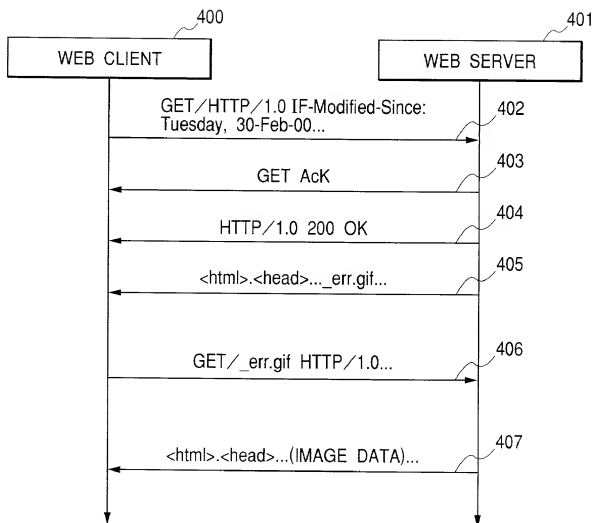 400
401
WEB CLIENT
WEB SERVER
GET/HTTP/1.0 IF-Modified-Since:
Tuesday, 30-Feb-00...
402
403
GET AcK
404
HTTP/1.0 200 OK
405
<html>.<head>..._err.gif...
406
GET/_err.gif HTTP/1.0...
407
<html>.<head>...(IMAGE DATA)...